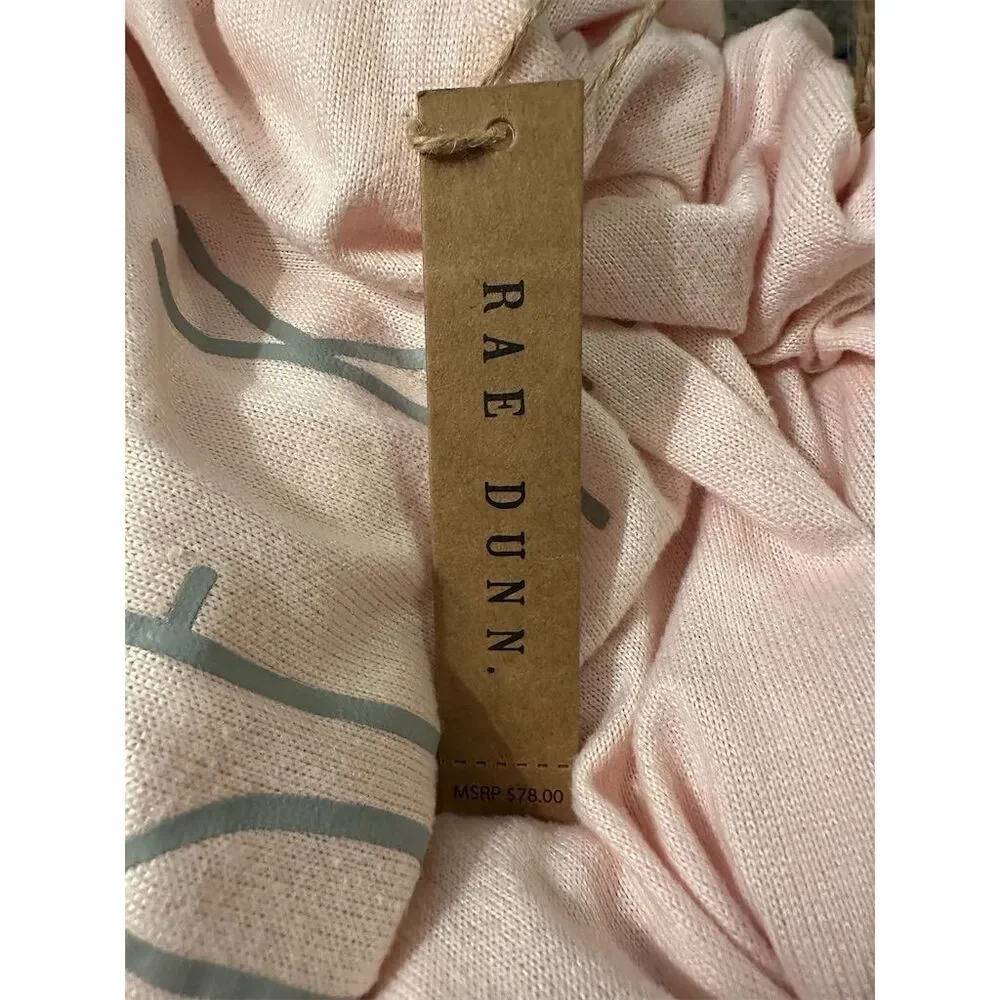 RAE DUNN.
MSRP $78.00